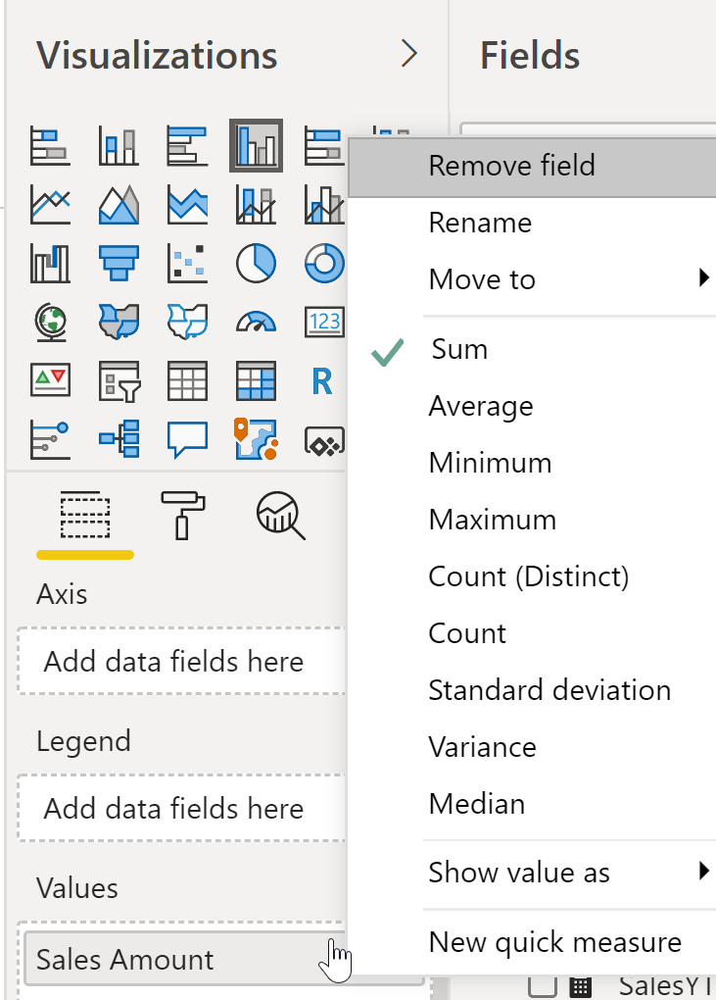 Visualizations
Fields
123
R
Axis
Add data fields here
Legend
Add data fields here
Values
Sales Amount
Remove field
Rename
Move to
Sum
Average
Minimum
Maximum
Count (Distinct)
Count
Standard deviation
Variance
Median
Show value as
New quick measure
SalesYT